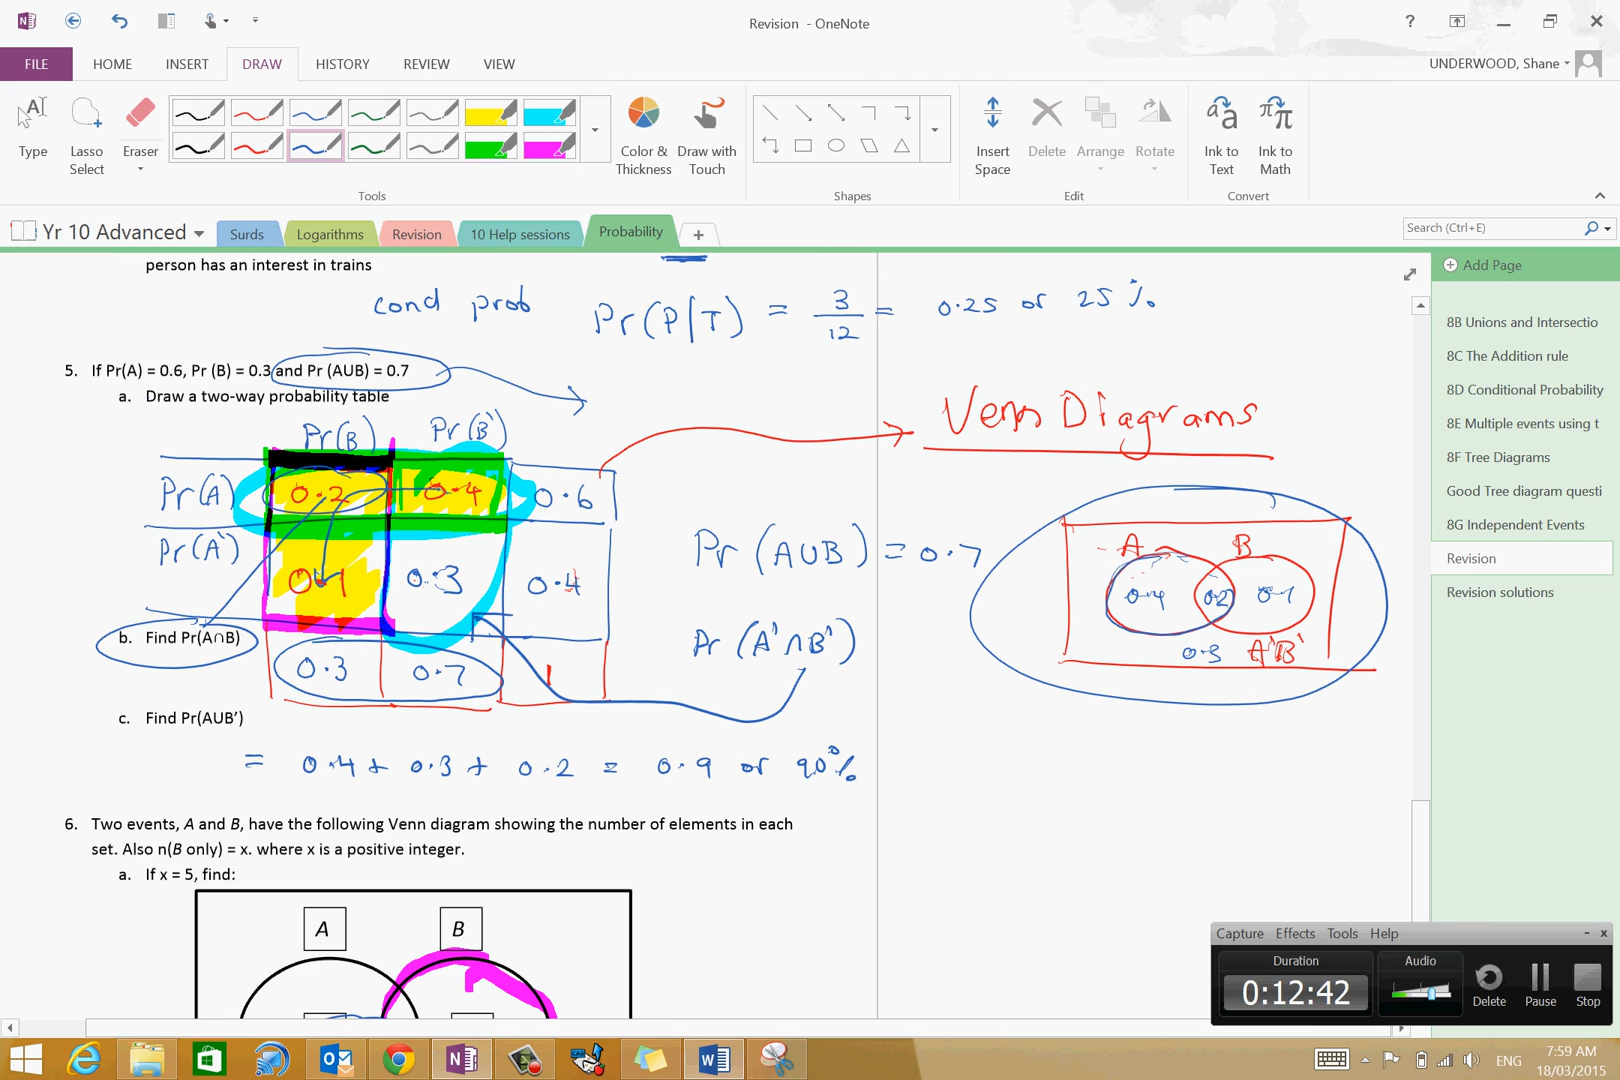 Revision - OneNote
FILE HOME INSERT DRAW HISTORY REVIEW VIEW
UNDERWOOD, Shane
Type
Lasso Select
Eraser
Color & Thickness
Draw with Touch
Insert Space
Delete
Arrange
Rotate
Ink to Text
Ink to Math
Tools
Shapes
Edit
Convert
Yr 10 Advanced
Surds
Logarithms
Revision
10 Help sessions
Probability
Search (Ctrl+E)
person has an interest in trains
cond prob Pr(P|T) = 3/12 = 0.25 or 25%
5. If Pr(A) = 0.6, Pr (B) = 0.3 and Pr (AUB) = 0.7
a. Draw a two-way probability table
Venn Diagrams
Pr(B) Pr(B')
Pr(A) 0.2 0.4 0.6
Pr(A') 0.1 0.3 0.4
0.3 0.7 1
Pr (A∪B) = 0.7
Pr (A'∩B')
A B
0.4 0.2 0.1
0.3 A'B'
b. Find Pr(A∩B)
c. Find Pr(AUB')
= 0.4 + 0.3 + 0.2 = 0.9 or 90%
6. Two events, A and B, have the following Venn diagram showing the number of elements in each
set. Also n(B only) = x. where x is a positive integer.
a. If x = 5, find:
A
B
Add Page
8B Unions and Intersectio
8C The Addition rule
8D Conditional Probability
8E Multiple events using t
8F Tree Diagrams
Good Tree diagram questi
8G Independent Events
Revision
Revision solutions
Capture Effects Tools Help
Duration
0:12:42
Audio
Delete
Pause
Stop
ENG
7:59 AM
18/03/2015